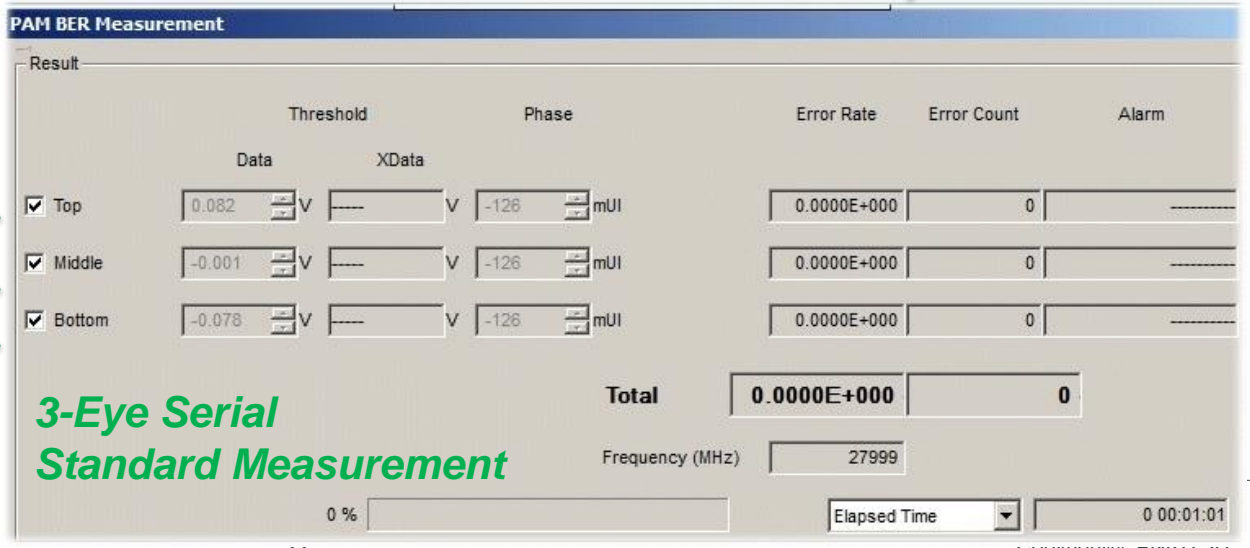 PAM BER Measurement
Result
Threshold Phase Error Rate Error Count Alarm
Data XData
Top 0.082 V ----- V -126 mUI 0.0000E+000 0 ----------
Middle -0.001 V ----- V -126 mUI 0.0000E+000 0 ----------
Bottom -0.078 V ----- V -126 mUI 0.0000E+000 0 ----------
Total 0.0000E+000 0
3-Eye Serial
Standard Measurement
Frequency (MHz) 27999
0 % Elapsed Time 0 00:01:01